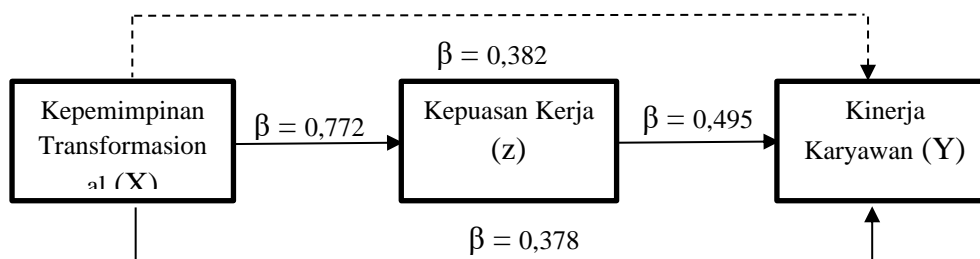 β = 0,382
Kepemimpinan
Transformasion
al (X)
β = 0,772
Kepuasan Kerja
(z)
β = 0,495
Kinerja
Karyawan (Y)
β = 0,378